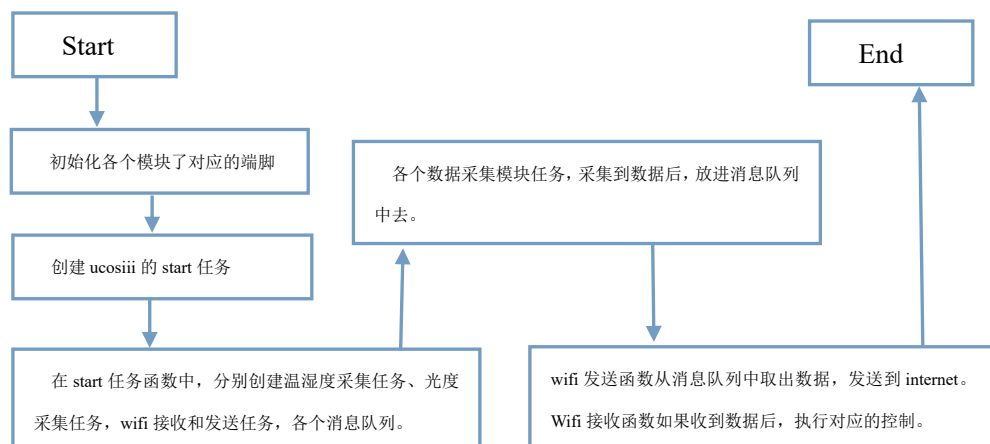 Start
初始化各个模块了对应的端脚
创建 ucosiii 的 start 任务
在 start 任务函数中，分别创建温湿度采集任务、光度
采集任务，wifi 接收和发送任务，各个消息队列。
各个数据采集模块任务，采集到数据后，放进消息队列
中去。
wifi 发送函数从消息队列中取出数据，发送到 internet。
Wifi 接收函数如果收到数据后，执行对应的控制。
End